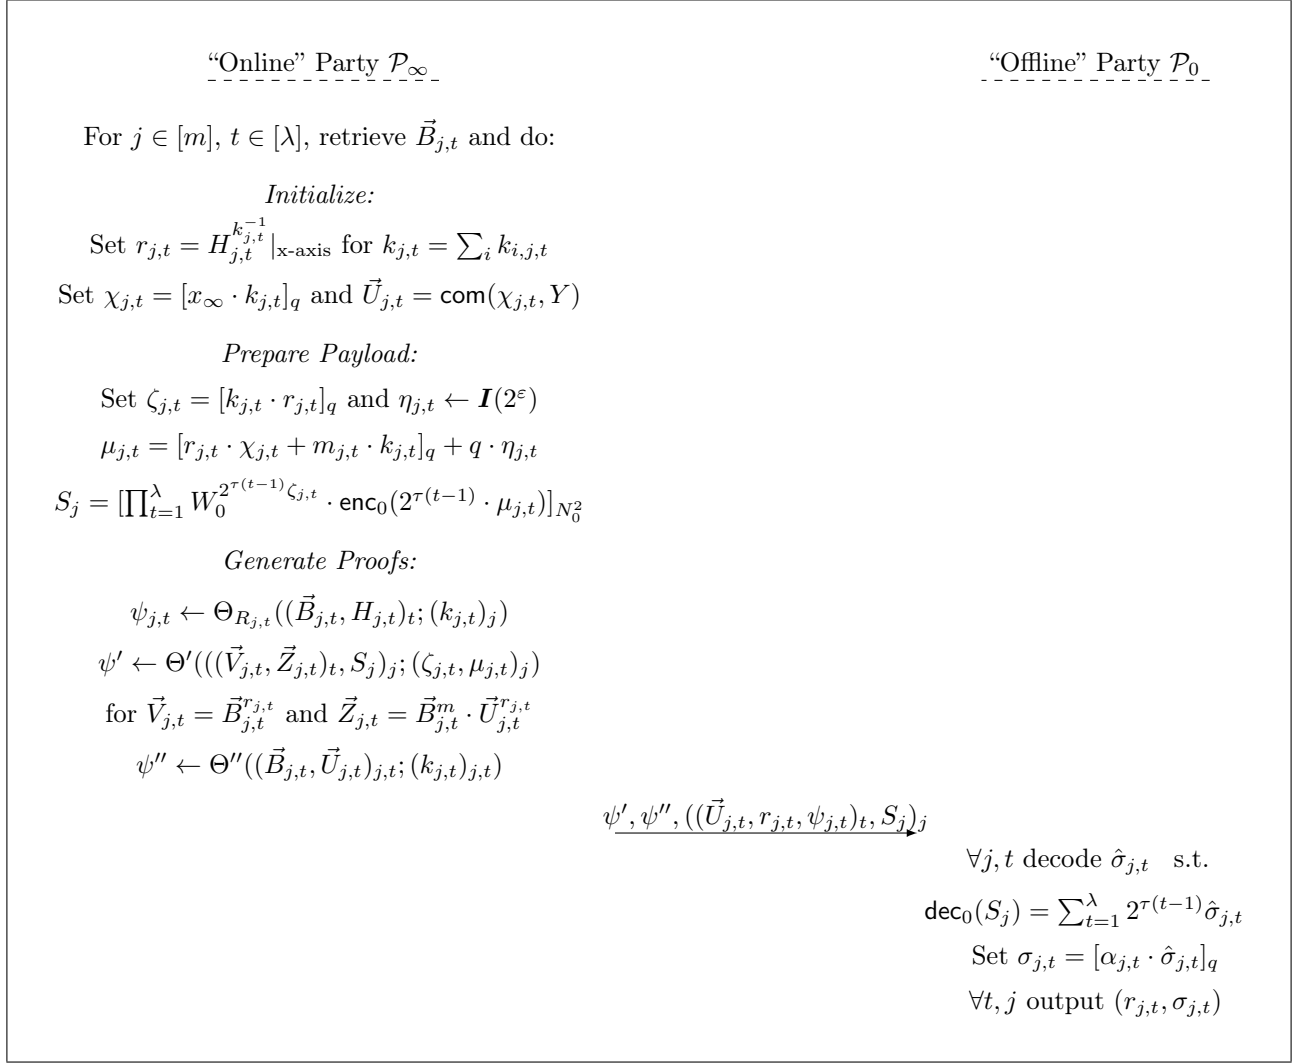 “Online” Party $\mathcal{P}_\infty$
“Offline” Party $\mathcal{P}_0$
For $j \in [m]$, $t \in [\lambda]$, retrieve $\vec{B}_{j,t}$ and do:
Initialize:
Set $r_{j,t} = H_{j,t}^{k_{j,t}^{-1}}|_{\text{x-axis}}$ for $k_{j,t} = \sum_i k_{i,j,t}$
Set $\chi_{j,t} = [x_\infty \cdot k_{j,t}]_q$ and $\vec{U}_{j,t} = \mathsf{com}(\chi_{j,t}, Y)$
Prepare Payload:
Set $\zeta_{j,t} = [k_{j,t} \cdot r_{j,t}]_q$ and $\eta_{j,t} \leftarrow \boldsymbol{I}(2^\varepsilon)$
$\mu_{j,t} = [r_{j,t} \cdot \chi_{j,t} + m_{j,t} \cdot k_{j,t}]_q + q \cdot \eta_{j,t}$
$S_j = [\prod_{t=1}^{\lambda} W_0^{2^{\tau(t-1)} \zeta_{j,t}} \cdot \mathsf{enc}_0(2^{\tau(t-1)} \cdot \mu_{j,t})]_{N_0^2}$
Generate Proofs:
$\psi_{j,t} \leftarrow \Theta_{R_{j,t}}((\vec{B}_{j,t}, H_{j,t})_t; (k_{j,t})_j)$
$\psi' \leftarrow \Theta'(((\vec{V}_{j,t}, \vec{Z}_{j,t})_t, S_j)_j; (\zeta_{j,t}, \mu_{j,t})_j)$
for $\vec{V}_{j,t} = \vec{B}_{j,t}^{r_{j,t}}$ and $\vec{Z}_{j,t} = \vec{B}_{j,t}^{m} \cdot \vec{U}_{j,t}^{r_{j,t}}$
$\psi'' \leftarrow \Theta''((\vec{B}_{j,t}, \vec{U}_{j,t})_{j,t}; (k_{j,t})_{j,t})$
$\psi', \psi'', ((\vec{U}_{j,t}, r_{j,t}, \psi_{j,t})_t, S_j)_j$
$\forall j, t$ decode $\hat{\sigma}_{j,t}$ s.t.
$\mathsf{dec}_0(S_j) = \sum_{t=1}^{\lambda} 2^{\tau(t-1)} \hat{\sigma}_{j,t}$
Set $\sigma_{j,t} = [\alpha_{j,t} \cdot \hat{\sigma}_{j,t}]_q$
$\forall t, j$ output $(r_{j,t}, \sigma_{j,t})$